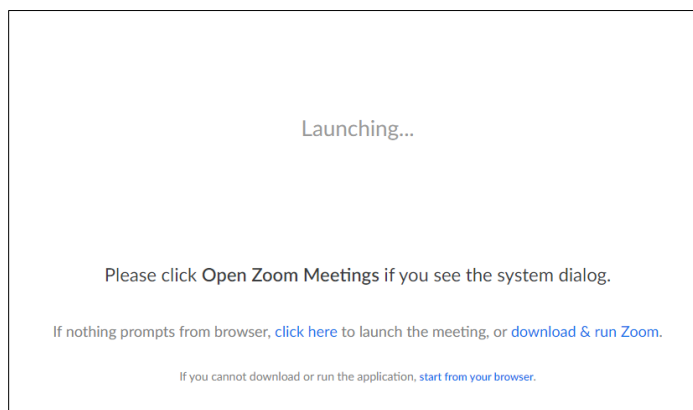 Launching...
Please click Open Zoom Meetings if you see the system dialog.
If nothing prompts from browser, click here to launch the meeting, or download & run Zoom.
If you cannot download or run the application, start from your browser.